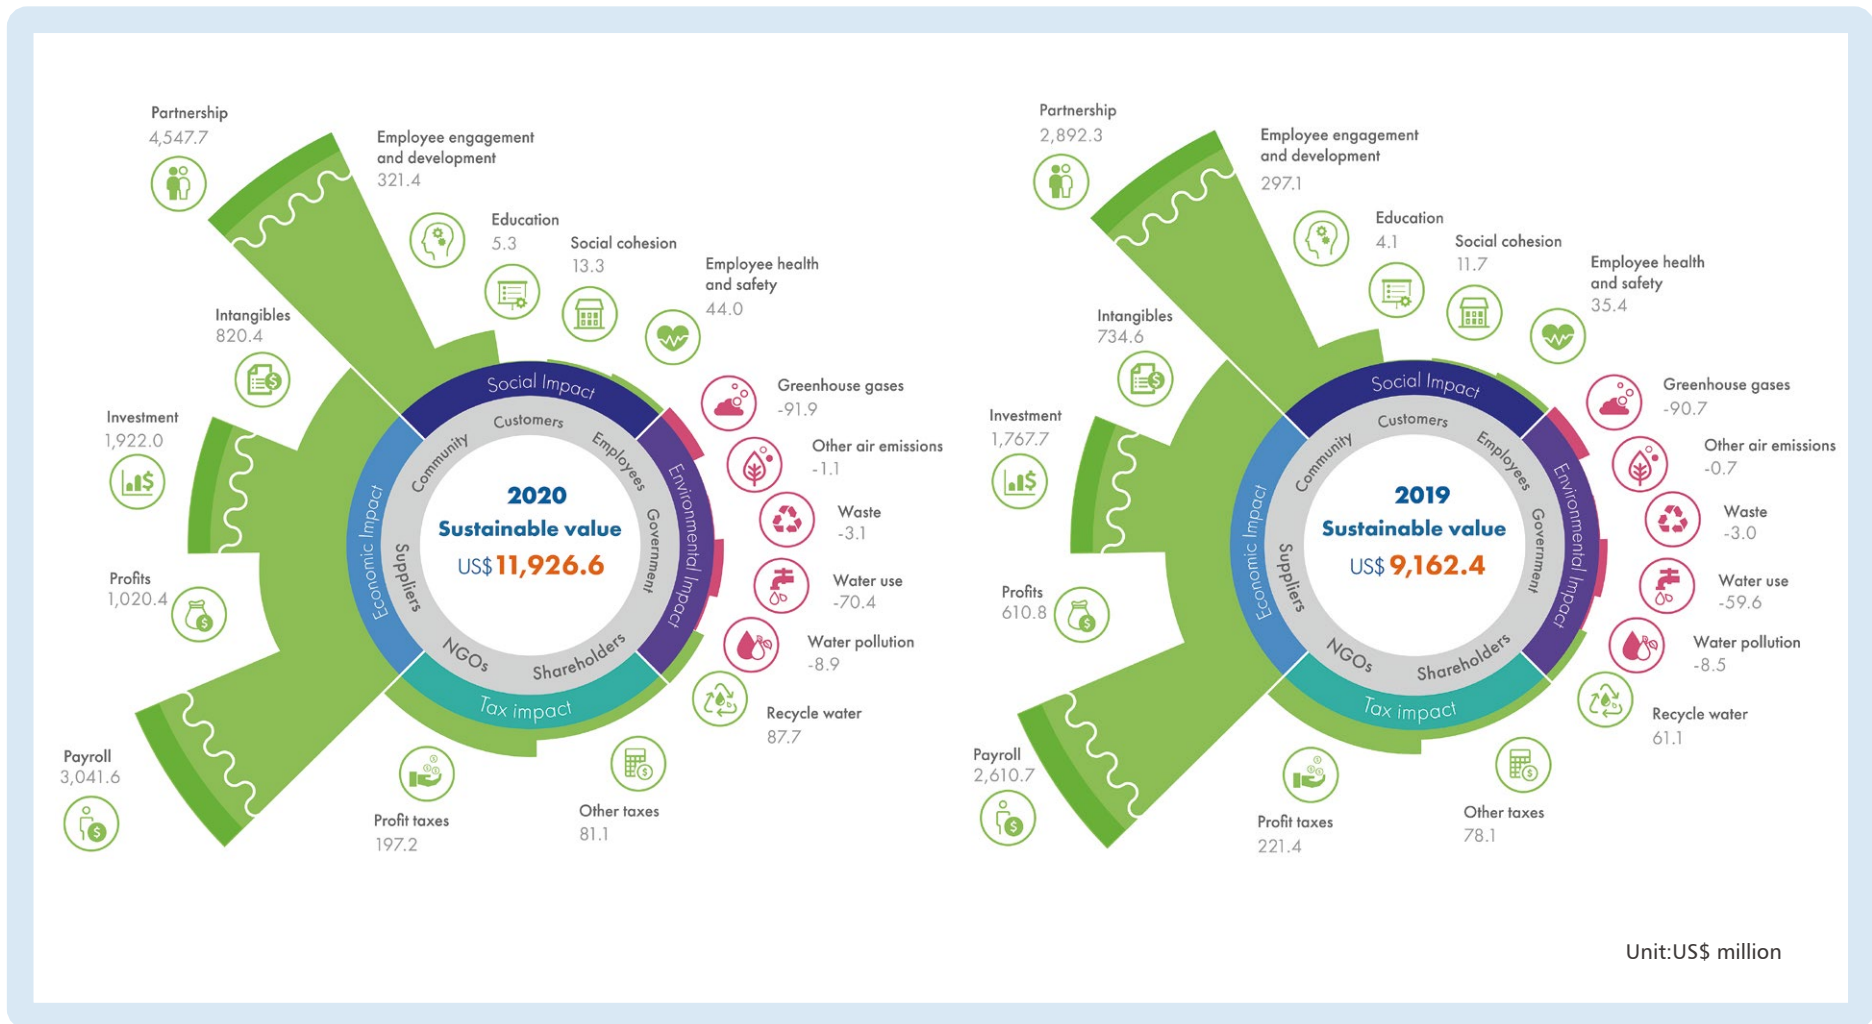 Partnership
4,547.7
Employee engagement
and development
321.4
Education
5.3
Social cohesion
13.3
Employee health
and safety
44.0
Intangibles
820.4
Investment
1,922.0
Profits
1,020.4
Payroll
3,041.6
Greenhouse gases
-91.9
Other air emissions
-1.1
Waste
-3.1
Water use
-70.4
Water pollution
-8.9
Recycle water
87.7
Other taxes
81.1
Profit taxes
197.2
Social Impact
Environmental Impact
Tax impact
Economic Impact
Community
Customers
Employees
Government
Shareholders
NGOs
Suppliers
2020
Sustainable value
US$ 11,926.6
Partnership
2,892.3
Employee engagement
and development
297.1
Education
4.1
Social cohesion
11.7
Employee health
and safety
35.4
Intangibles
734.6
Investment
1,767.7
Profits
610.8
Payroll
2,610.7
Greenhouse gases
-90.7
Other air emissions
-0.7
Waste
-3.0
Water use
-59.6
Water pollution
-8.5
Recycle water
61.1
Other taxes
78.1
Profit taxes
221.4
Social Impact
Environmental Impact
Tax impact
Economic Impact
Community
Customers
Employees
Government
Shareholders
NGOs
Suppliers
2019
Sustainable value
US$ 9,162.4
Unit:US$ million